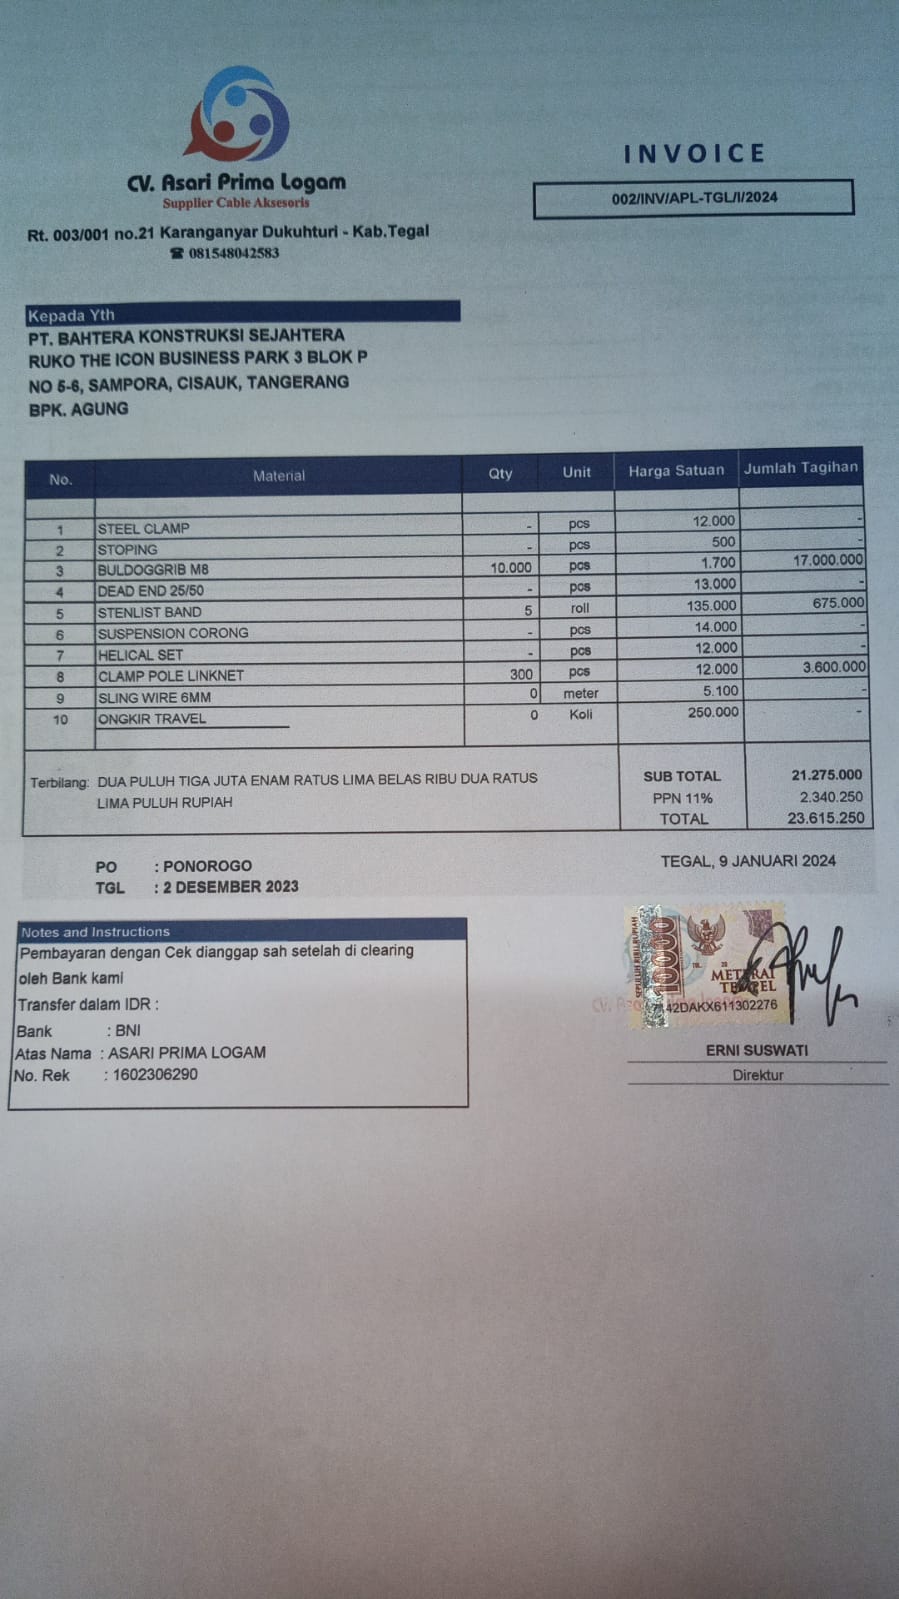 CV. Asari Prima Logam
Supplier Cable Aksesoris
Rt. 003/001 no.21 Karanganyar Dukuhturi - Kab.Tegal
☎ 081548042583
INVOICE
002/INV/APL-TGL/I/2024
Kepada Yth
PT. BAHTERA KONSTRUKSI SEJAHTERA
RUKO THE ICON BUSINESS PARK 3 BLOK P
NO 5-6, SAMPORA, CISAUK, TANGERANG
BPK. AGUNG
No. Material Qty Unit Harga Satuan Jumlah Tagihan
1 STEEL CLAMP - pcs 12.000 -
2 STOPING - pcs 500 -
3 BULDOGGRIB M8 10.000 pcs 1.700 17.000.000
4 DEAD END 25/50 - pcs 13.000 -
5 STENLIST BAND 5 roll 135.000 675.000
6 SUSPENSION CORONG - pcs 14.000 -
7 HELICAL SET - pcs 12.000 -
8 CLAMP POLE LINKNET 300 pcs 12.000 3.600.000
9 SLING WIRE 6MM 0 meter 5.100 -
10 ONGKIR TRAVEL 0 Koli 250.000 -
Terbilang: DUA PULUH TIGA JUTA ENAM RATUS LIMA BELAS RIBU DUA RATUS
LIMA PULUH RUPIAH
SUB TOTAL 21.275.000
PPN 11% 2.340.250
TOTAL 23.615.250
PO : PONOROGO
TGL : 2 DESEMBER 2023
TEGAL, 9 JANUARI 2024
Notes and Instructions
Pembayaran dengan Cek dianggap sah setelah di clearing
oleh Bank kami
Transfer dalam IDR :
Bank : BNI
Atas Nama : ASARI PRIMA LOGAM
No. Rek : 1602306290
SEPULUH RIBU RUPIAH
10000
TGL. 20
METERAI
TEMPEL
42DAKX611302276
CV.
ERNI SUSWATI
Direktur